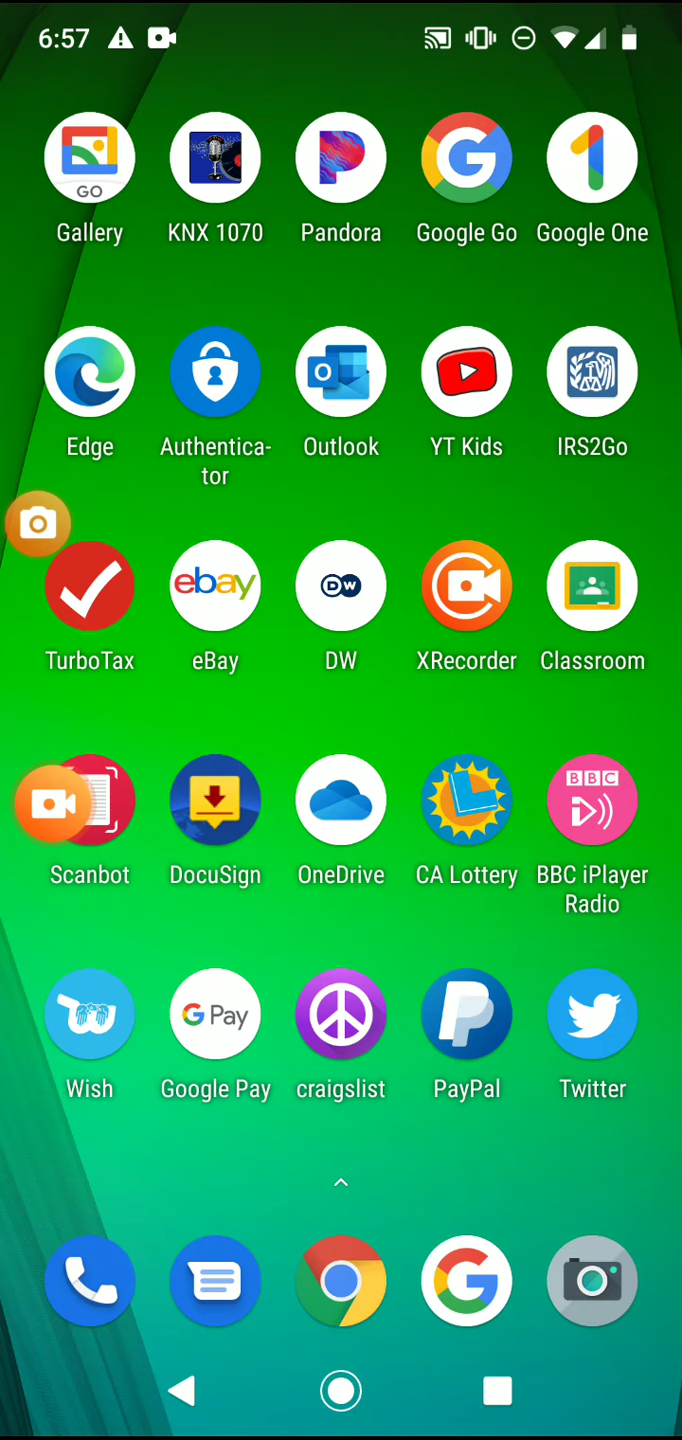 6:57
GO
Gallery
KNX 1070
Pandora
Google Go
Google One
Edge
Authentica-
tor
Outlook
YT Kids
IRS2Go
ebay
DW
TurboTax
eBay
DW
XRecorder
Classroom
BBC
Scanbot
DocuSign
OneDrive
CA Lottery
BBC iPlayer
Radio
G Pay
Wish
Google Pay
craigslist
PayPal
Twitter